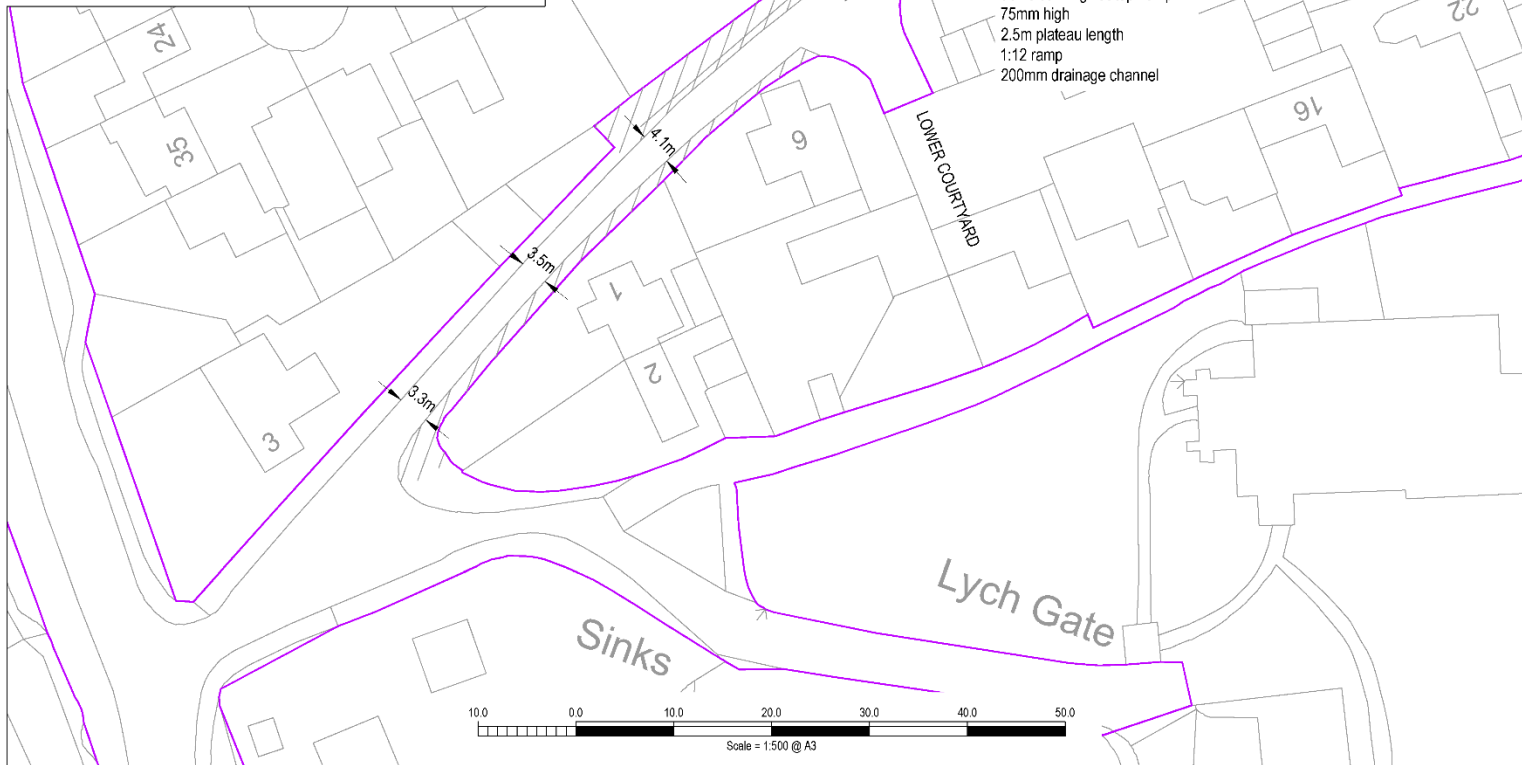 75mm high
2.5m plateau length
1:12 ramp
200mm drainage channel
24
22
35
4.1m
6
16
LOWER COURTYARD
3.5m
1
2
3.3m
3
Lych Gate
Sinks
10.0 0.0 10.0 20.0 30.0 40.0 50.0
Scale = 1:500 @ A3